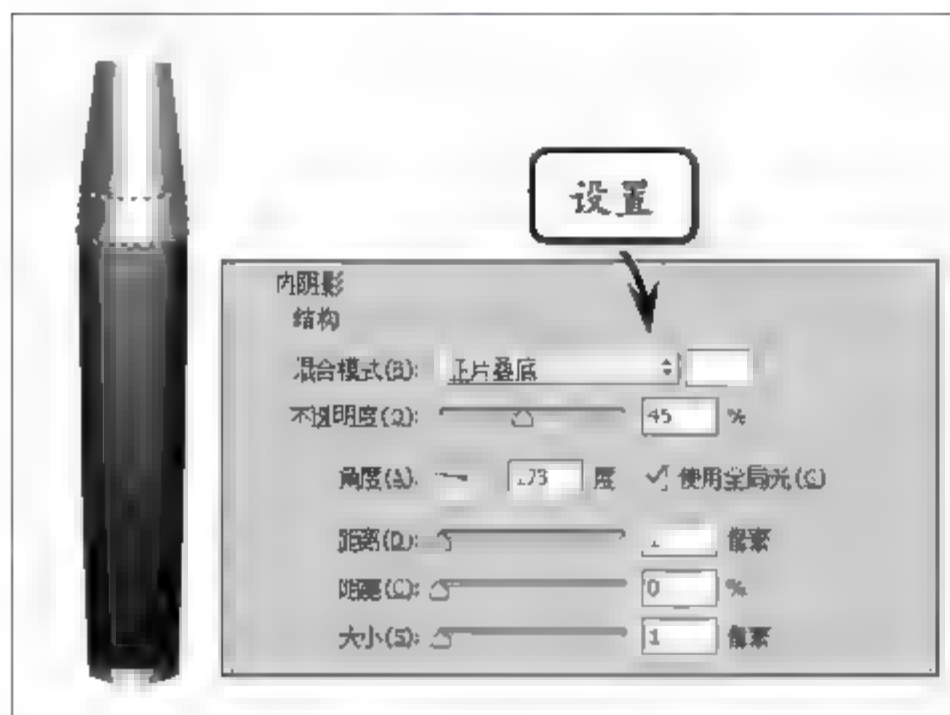 设置
内阴影
结构
混合模式(B): 正片叠底
不透明度(O): 45 %
角度(A): 度 使用全局光(G)
距离(D): 像素
阻塞(C): 0 %
大小(S): 1 像素